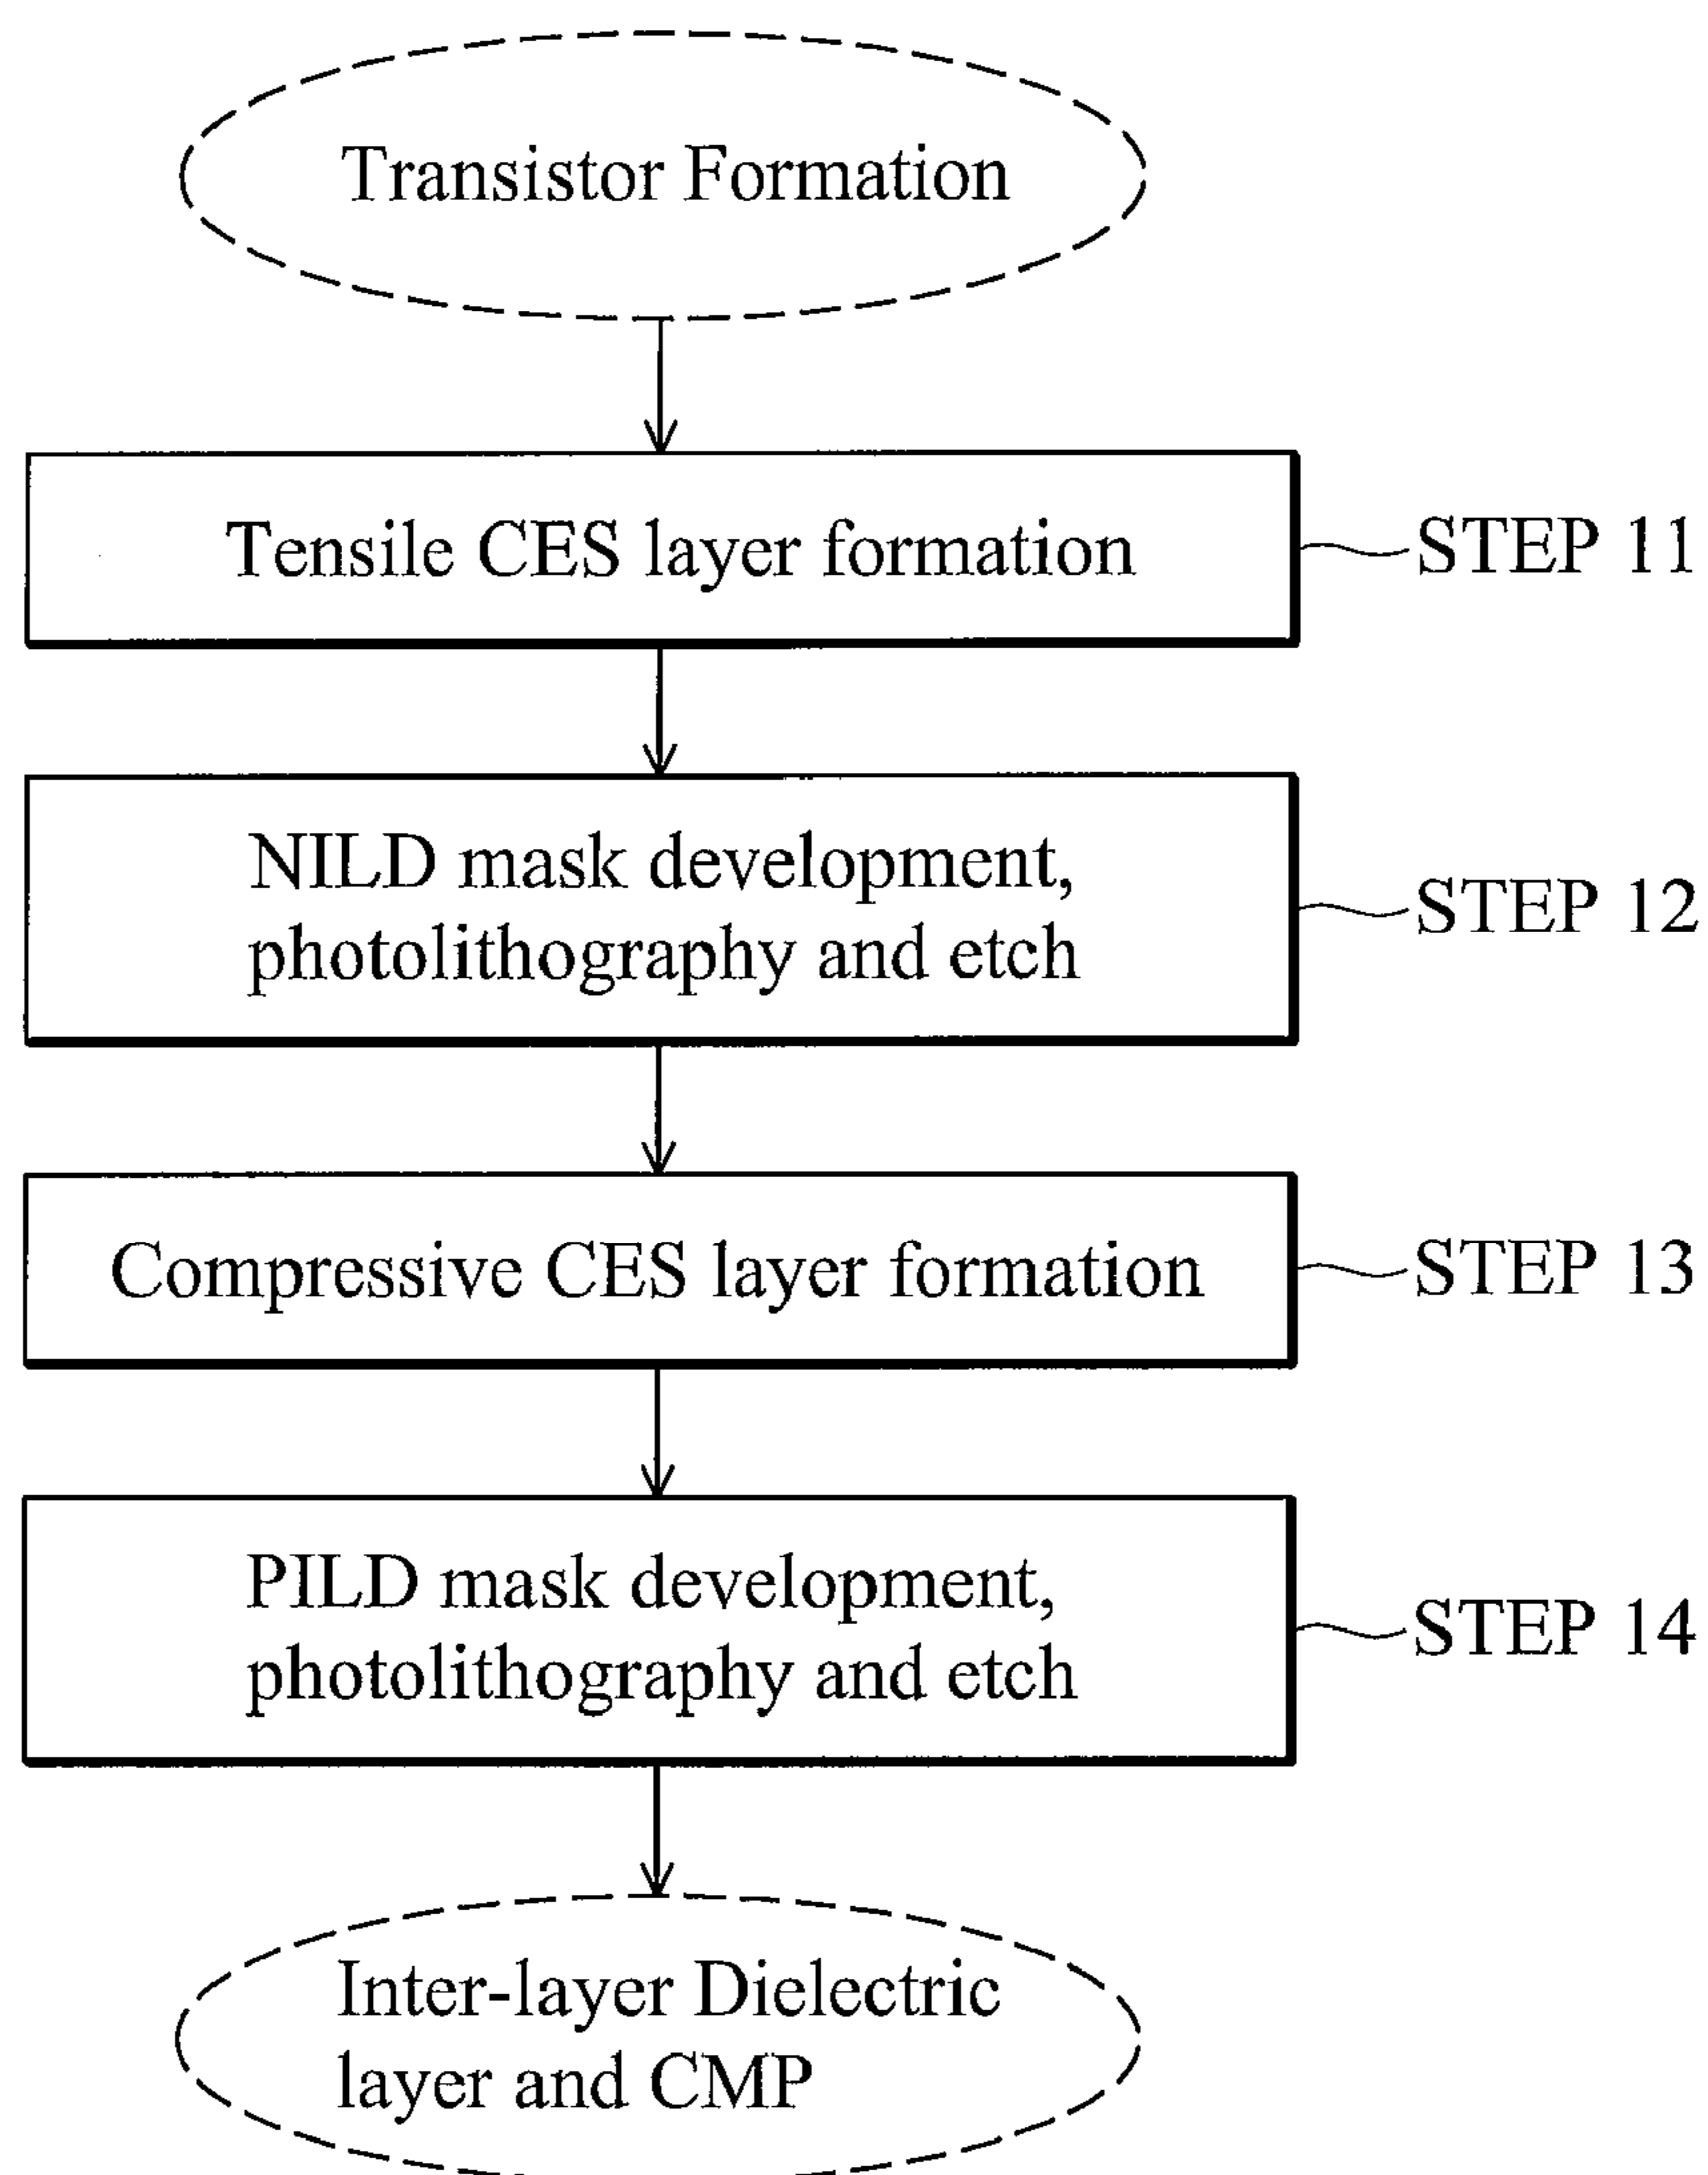 Transistor Formation
Tensile CES layer formation
STEP 11
NILD mask development,
photolithography and etch
STEP 12
Compressive CES layer formation
STEP 13
PILD mask development,
photolithography and etch
STEP 14
Inter-layer Dielectric
layer and CMP